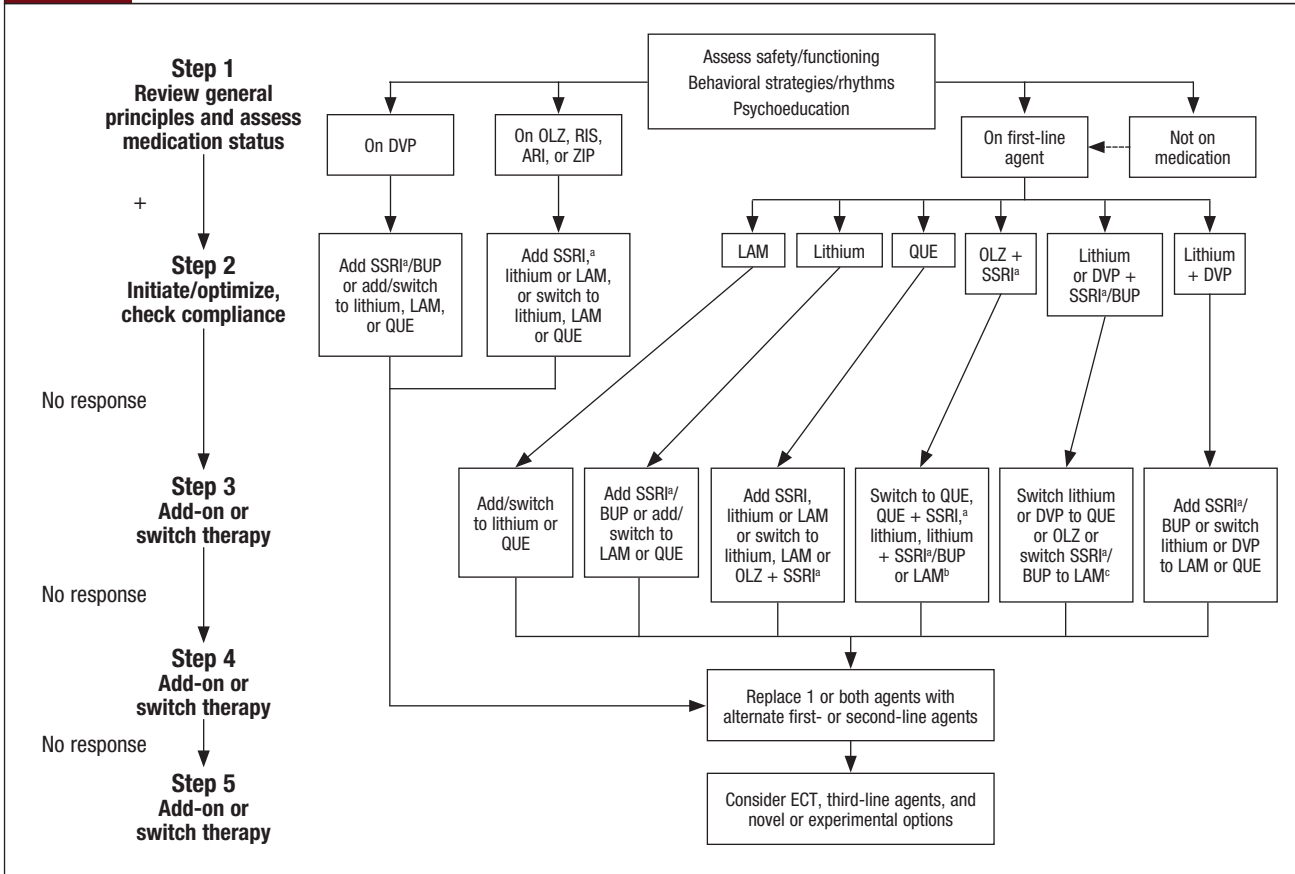 Step 1
Review general
principles and assess
medication status
+
Step 2
Initiate/optimize,
check compliance
No response
Step 3
Add-on or
switch therapy
No response
Step 4
Add-on or
switch therapy
No response
Step 5
Add-on or
switch therapy
Assess safety/functioning
Behavioral strategies/rhythms
Psychoeducation
On DVP
On OLZ, RIS,
ARI, or ZIP
On first-line
agent
Not on
medication
Add SSRIᵃ/BUP
or add/switch
to lithium, LAM,
or QUE
Add SSRI,ᵃ
lithium or LAM,
or switch to
lithium, LAM
or QUE
LAM
Lithium
QUE
OLZ +
SSRIᵃ
Lithium
or DVP +
SSRIᵃ/BUP
Lithium
+ DVP
Add/switch
to lithium or
QUE
Add SSRIᵃ/
BUP or add/
switch to
LAM or QUE
Add SSRI,
lithium or LAM
or switch to
lithium, LAM or
OLZ + SSRIᵃ
Switch to QUE,
QUE + SSRI,ᵃ
lithium, lithium
+ SSRIᵃ/BUP
or LAMᵇ
Switch lithium
or DVP to QUE
or OLZ or
switch SSRIᵃ/
BUP to LAMᶜ
Add SSRIᵃ/
BUP or switch
lithium or DVP
to LAM or QUE
Replace 1 or both agents with
alternate first- or second-line agents
Consider ECT, third-line agents, and
novel or experimental options